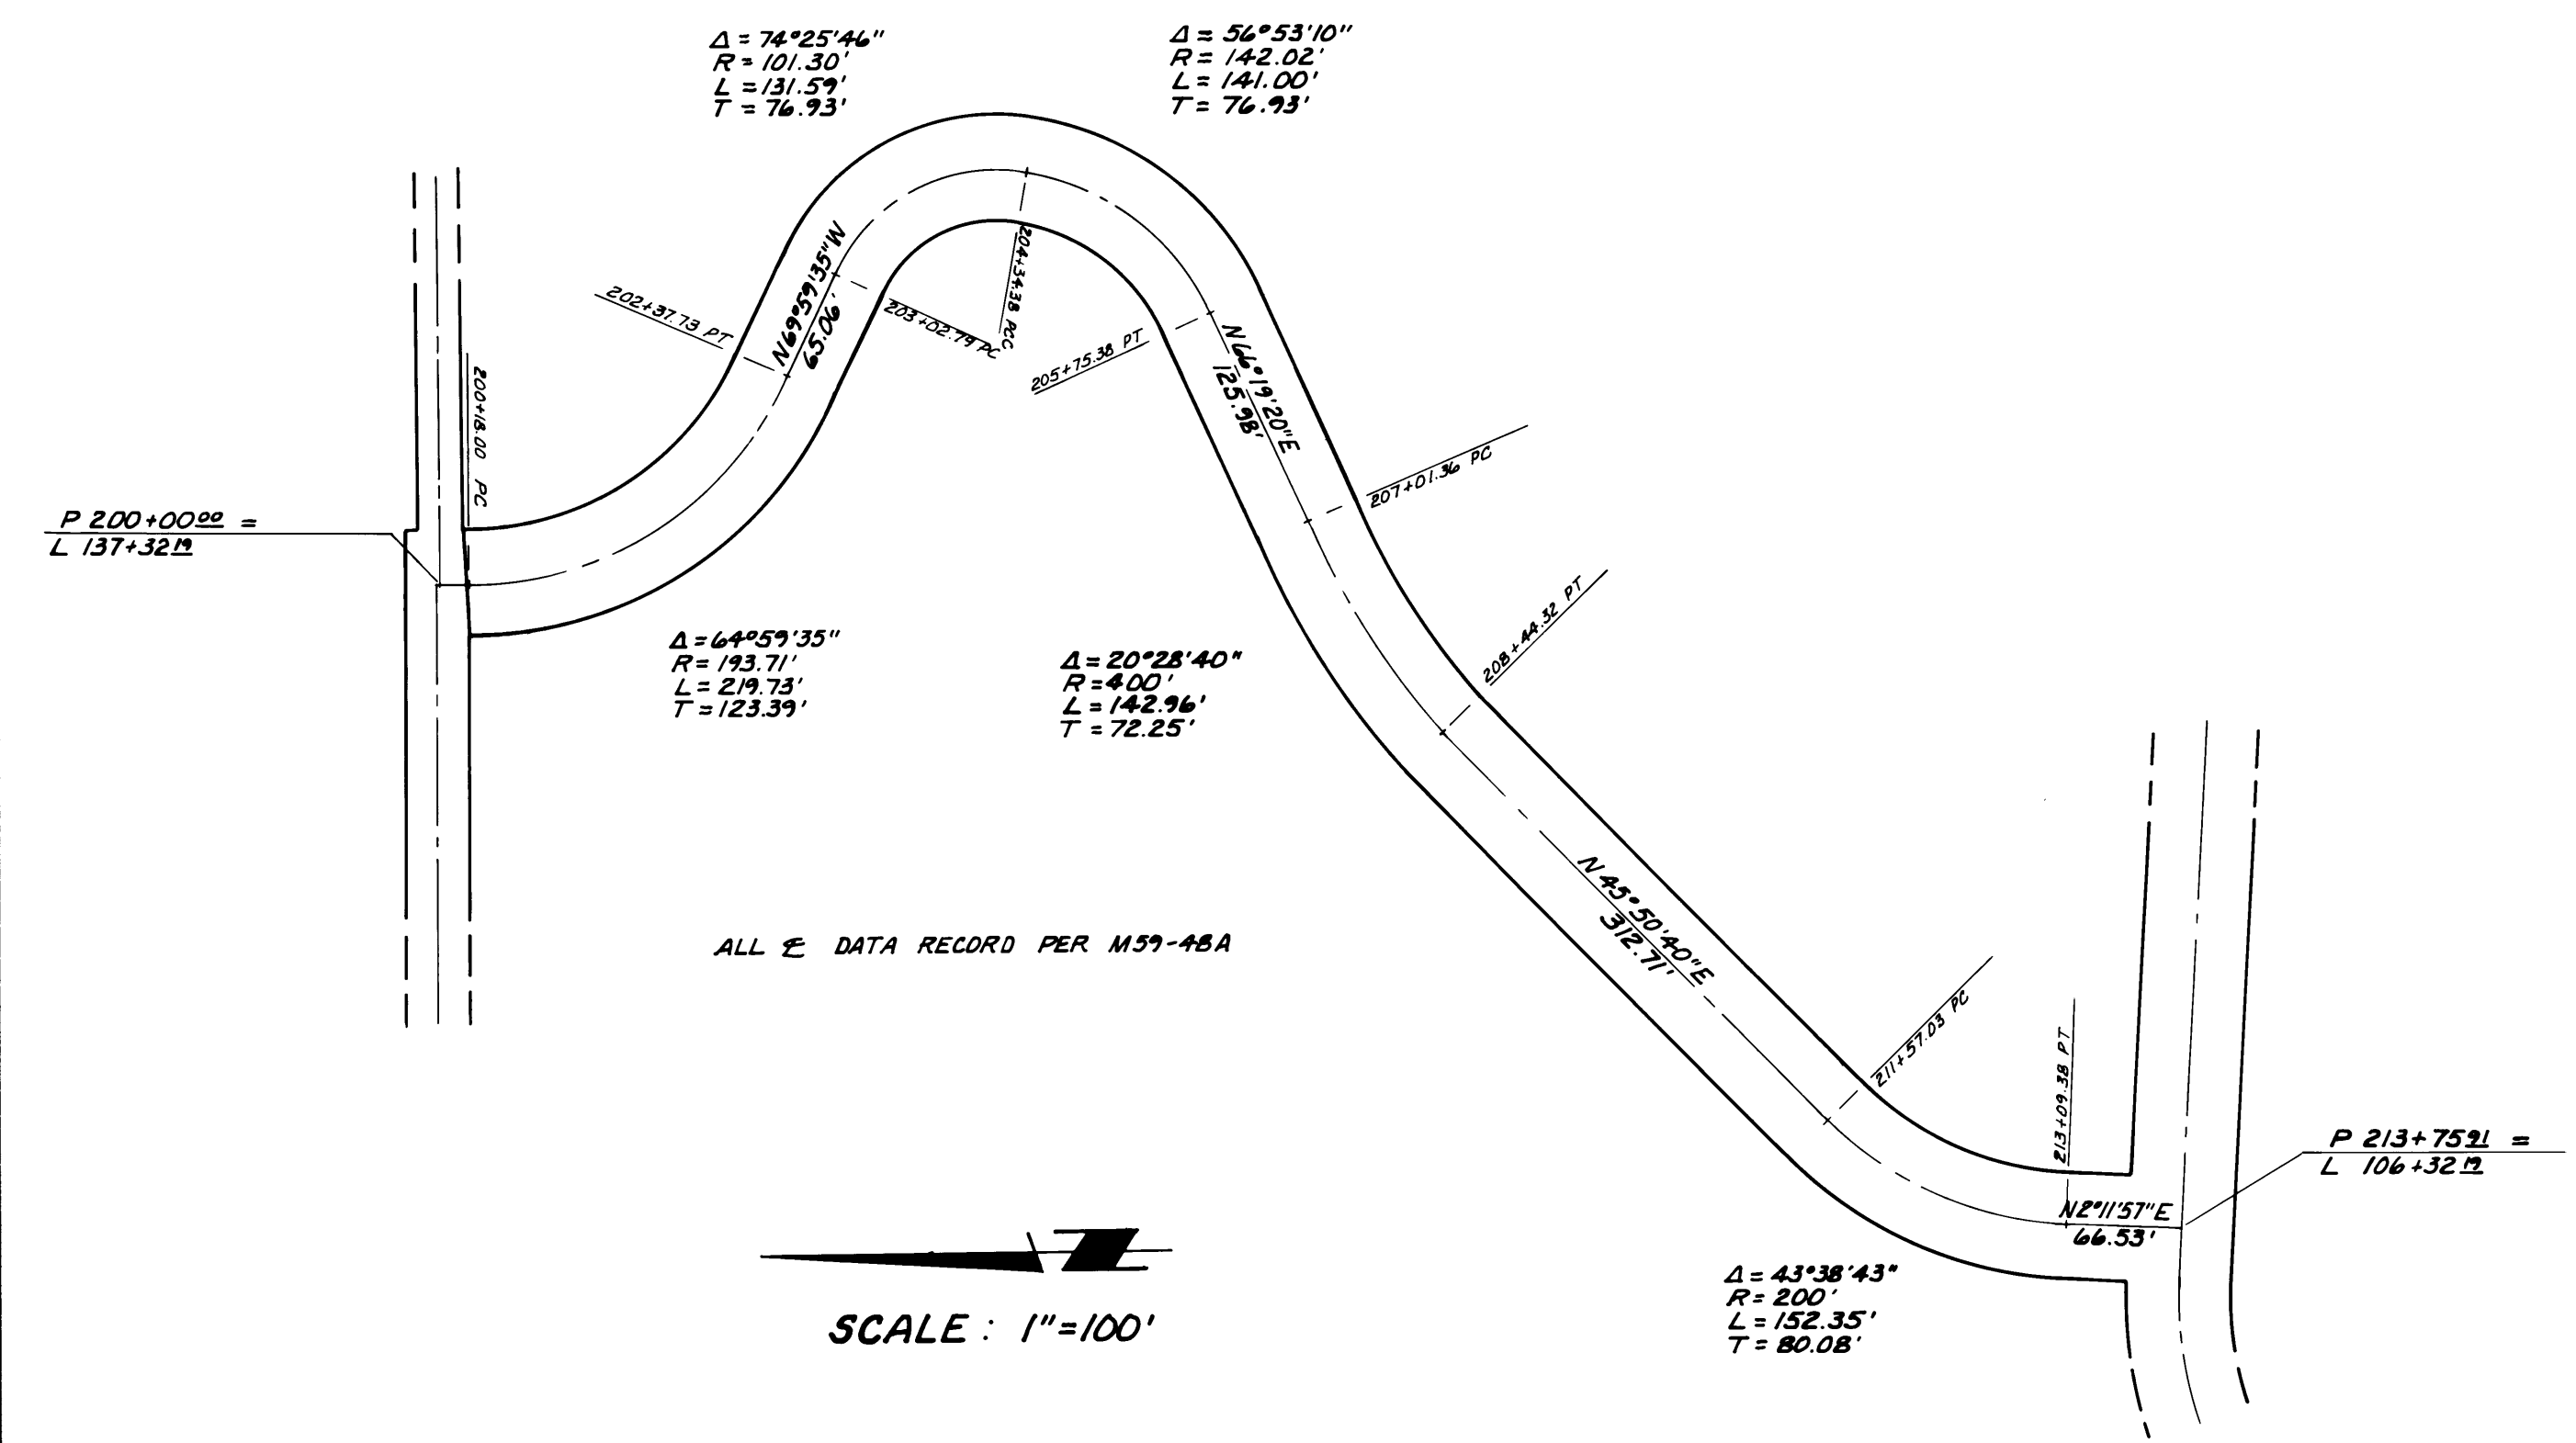 Δ = 74°25'46"
R = 101.30'
L = 131.59'
T = 76.93'
Δ = 56°53'10"
R = 142.02'
L = 141.00'
T = 76.93'
202+37.73 PT
N69°59'35"W
65.06'
203+02.79 PC
204+34.38 PCC
205+75.38 PT
N66°19'20"E
125.98'
200+18.00 PC
207+01.36 PC
P 200+00 00 =
L 137+32 19
208+44.32 PT
Δ = 64°59'35"
R = 193.71'
L = 219.73'
T = 123.39'
Δ = 20°28'40"
R = 400'
L = 142.96'
T = 72.25'
N 45°50'40"E
312.71'
ALL ℄ DATA RECORD PER M59-48A
211+57.03 PC
213+09.38 PT
P 213+75 91 =
L 106+32 19
N2°11'57"E
66.53'
Δ = 43°38'43"
R = 200'
L = 152.35'
T = 80.08'
SCALE : 1"=100'